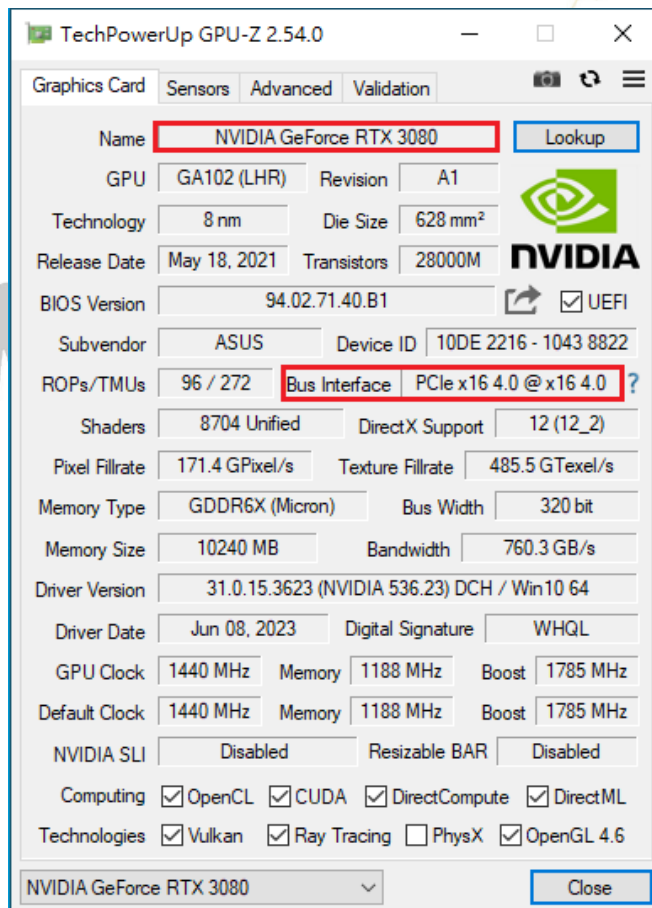 TechPowerUp GPU-Z 2.54.0
Graphics Card Sensors Advanced Validation
Name NVIDIA GeForce RTX 3080 Lookup
GPU GA102 (LHR) Revision A1
Technology 8 nm Die Size 628 mm²
Release Date May 18, 2021 Transistors 28000M
NVIDIA
BIOS Version 94.02.71.40.B1 UEFI
Subvendor ASUS Device ID 10DE 2216 - 1043 8822
ROPs/TMUs 96 / 272 Bus Interface PCIe x16 4.0 @ x16 4.0 ?
Shaders 8704 Unified DirectX Support 12 (12_2)
Pixel Fillrate 171.4 GPixel/s Texture Fillrate 485.5 GTexel/s
Memory Type GDDR6X (Micron) Bus Width 320 bit
Memory Size 10240 MB Bandwidth 760.3 GB/s
Driver Version 31.0.15.3623 (NVIDIA 536.23) DCH / Win10 64
Driver Date Jun 08, 2023 Digital Signature WHQL
GPU Clock 1440 MHz Memory 1188 MHz Boost 1785 MHz
Default Clock 1440 MHz Memory 1188 MHz Boost 1785 MHz
NVIDIA SLI Disabled Resizable BAR Disabled
Computing OpenCL CUDA DirectCompute DirectML
Technologies Vulkan Ray Tracing PhysX OpenGL 4.6
NVIDIA GeForce RTX 3080 Close